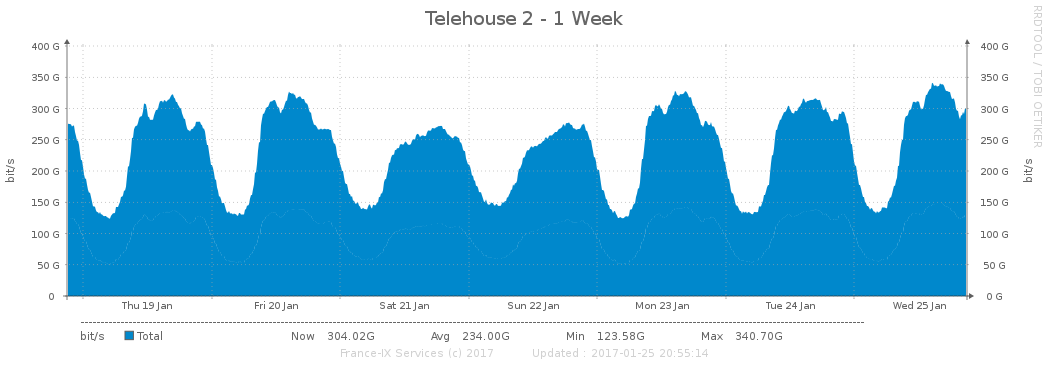 Telehouse 2 - 1 Week
RRDTOOL / TOBI OETIKER
400 G 400 G
350 G 350 G
300 G 300 G
250 G 250 G
200 G 200 G
150 G 150 G
100 G 100 G
50 G 50 G
0 0 G
bit/s
bit/s
Thu 19 Jan Fri 20 Jan Sat 21 Jan Sun 22 Jan Mon 23 Jan Tue 24 Jan Wed 25 Jan
bit/s Total Now 304.02G Avg 234.00G Min 123.58G Max 340.70G
France-IX Services (c) 2017 Updated : 2017-01-25 20:55:14